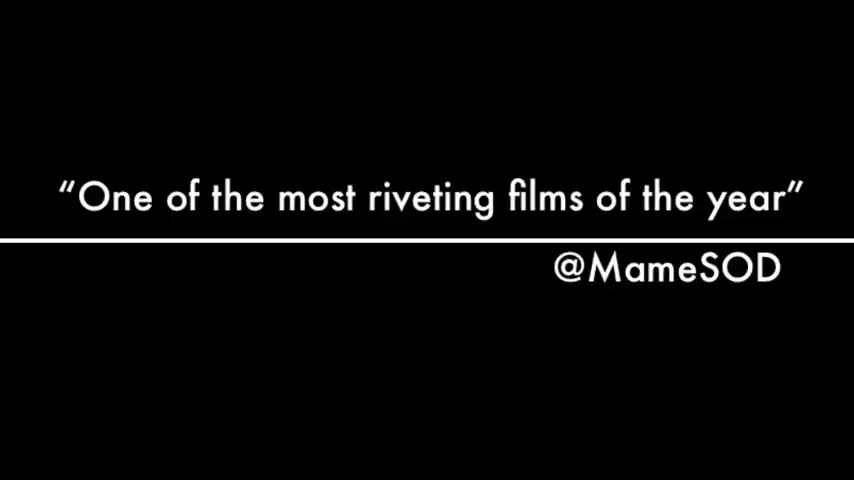 “One of the most riveting films of the year”
@MameSOD